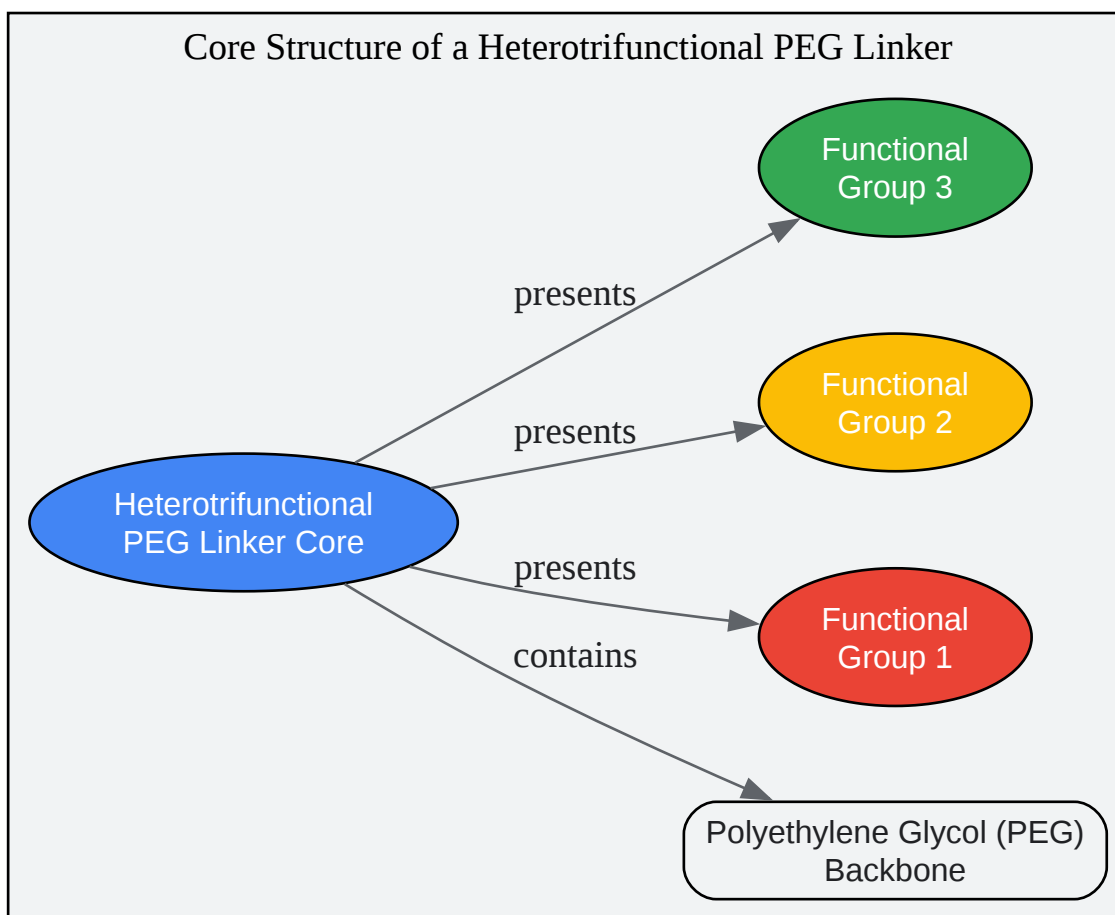 Core Structure of a Heterotrifunctional PEG Linker
Functional
Group 3
presents
Functional
Group 2
presents
Heterotrifunctional
PEG Linker Core
presents
Functional
Group 1
contains
Polyethylene Glycol (PEG)
Backbone